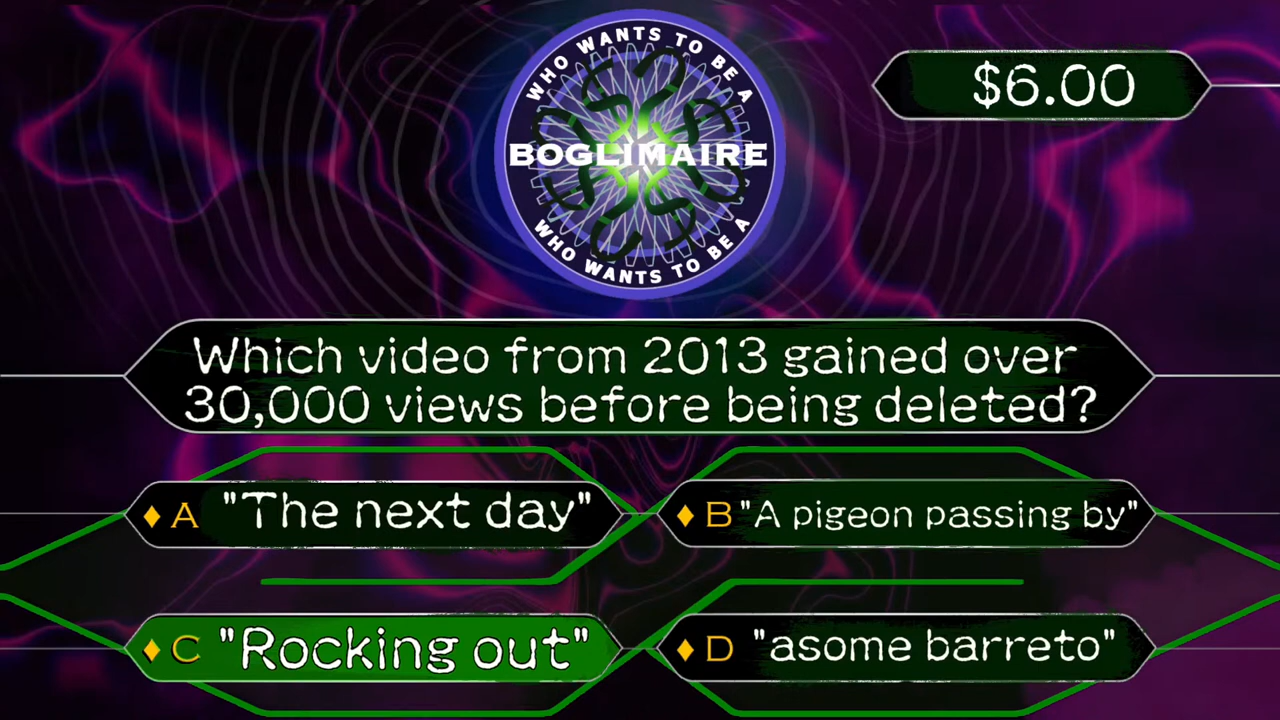 WHO WANTS TO BE A
BOGLIMAIRE
WHO WANTS TO BE A
$6.00
Which video from 2013 gained over
30,000 views before being deleted?
A "The next day"
B "A pigeon passing by"
C "Rocking out"
D "asome barreto"